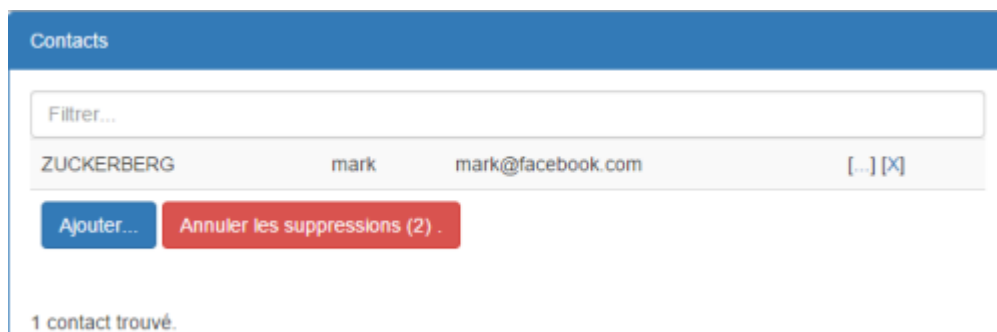 Contacts
Filtrer...
ZUCKERBERG mark mark@facebook.com [...] [X]
Ajouter... Annuler les suppressions (2) .
1 contact trouvé.